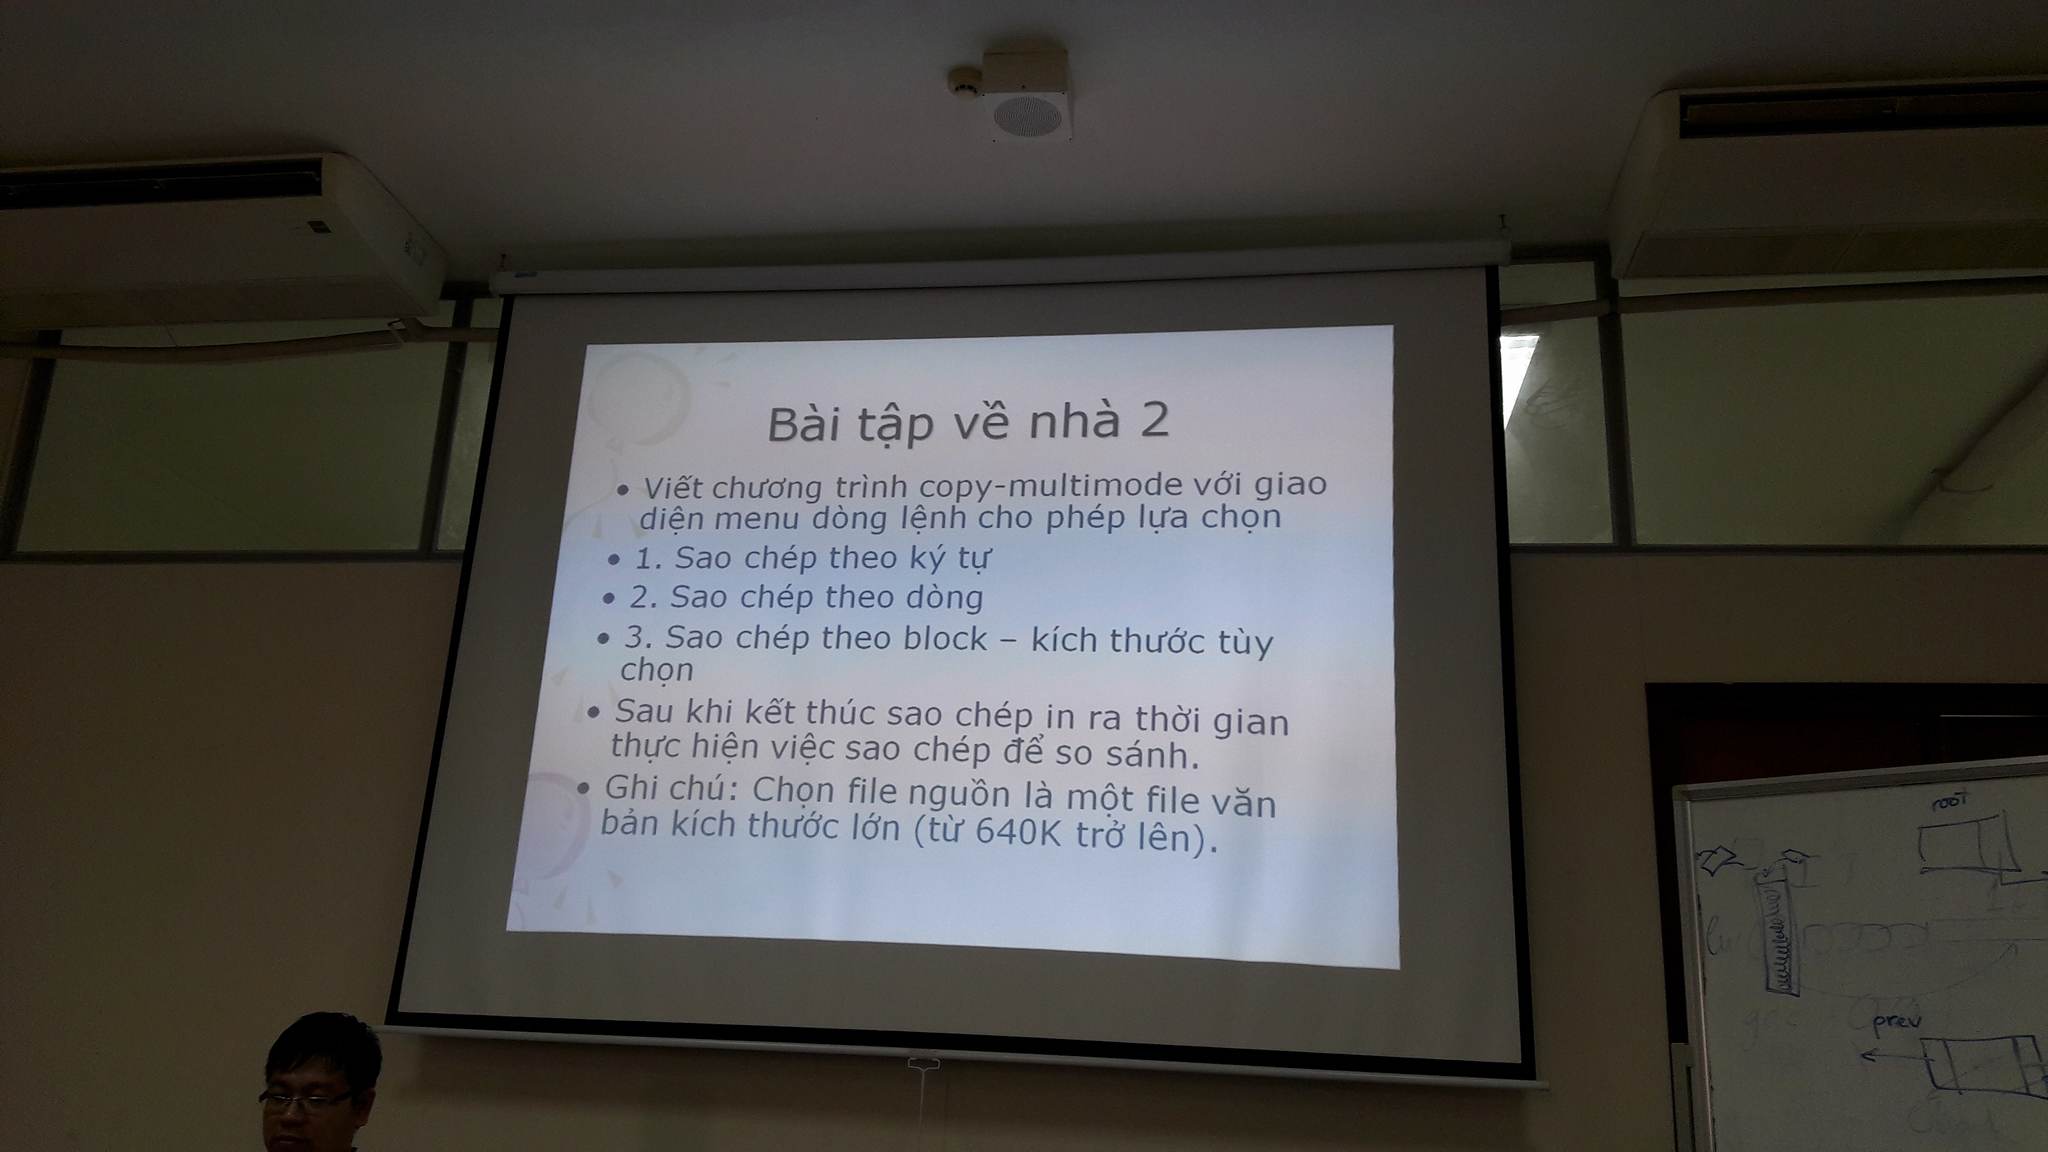 Bài tập về nhà 2
• Viết chương trình copy-multimode với giao
diện menu dòng lệnh cho phép lựa chọn
• 1. Sao chép theo ký tự
• 2. Sao chép theo dòng
• 3. Sao chép theo block – kích thước tùy
chọn
• Sau khi kết thúc sao chép in ra thời gian
thực hiện việc sao chép để so sánh.
• Ghi chú: Chọn file nguồn là một file văn
bản kích thước lớn (từ 640K trở lên).
root
prev